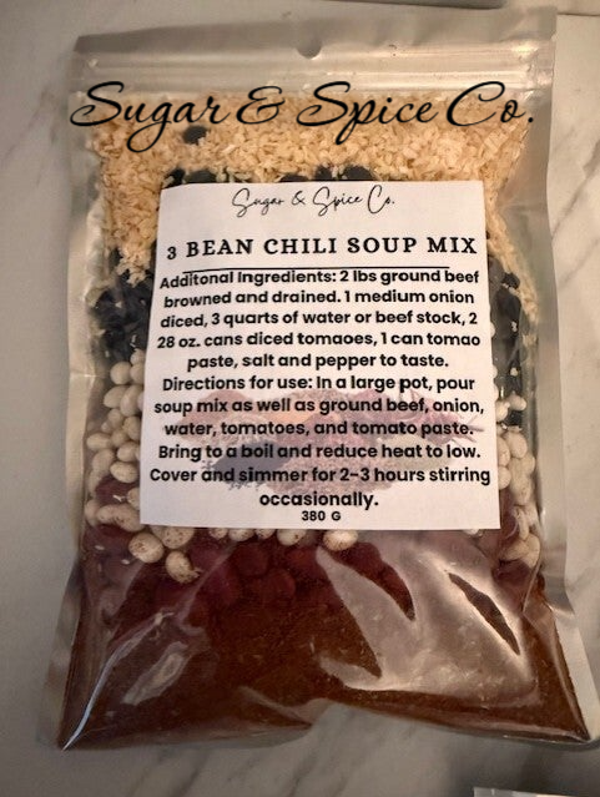 Sugar & Spice Co.
Sugar & Spice Co.
3 BEAN CHILI SOUP MIX
Additonal Ingredients: 2 lbs ground beef
browned and drained. 1 medium onion
diced, 3 quarts of water or beef stock, 2
28 oz. cans diced tomaoes, 1 can tomao
paste, salt and pepper to taste.
Directions for use: In a large pot, pour
soup mix as well as ground beef, onion,
water, tomatoes, and tomato paste.
Bring to a boil and reduce heat to low.
Cover and simmer for 2-3 hours stirring
occasionally.
380 G